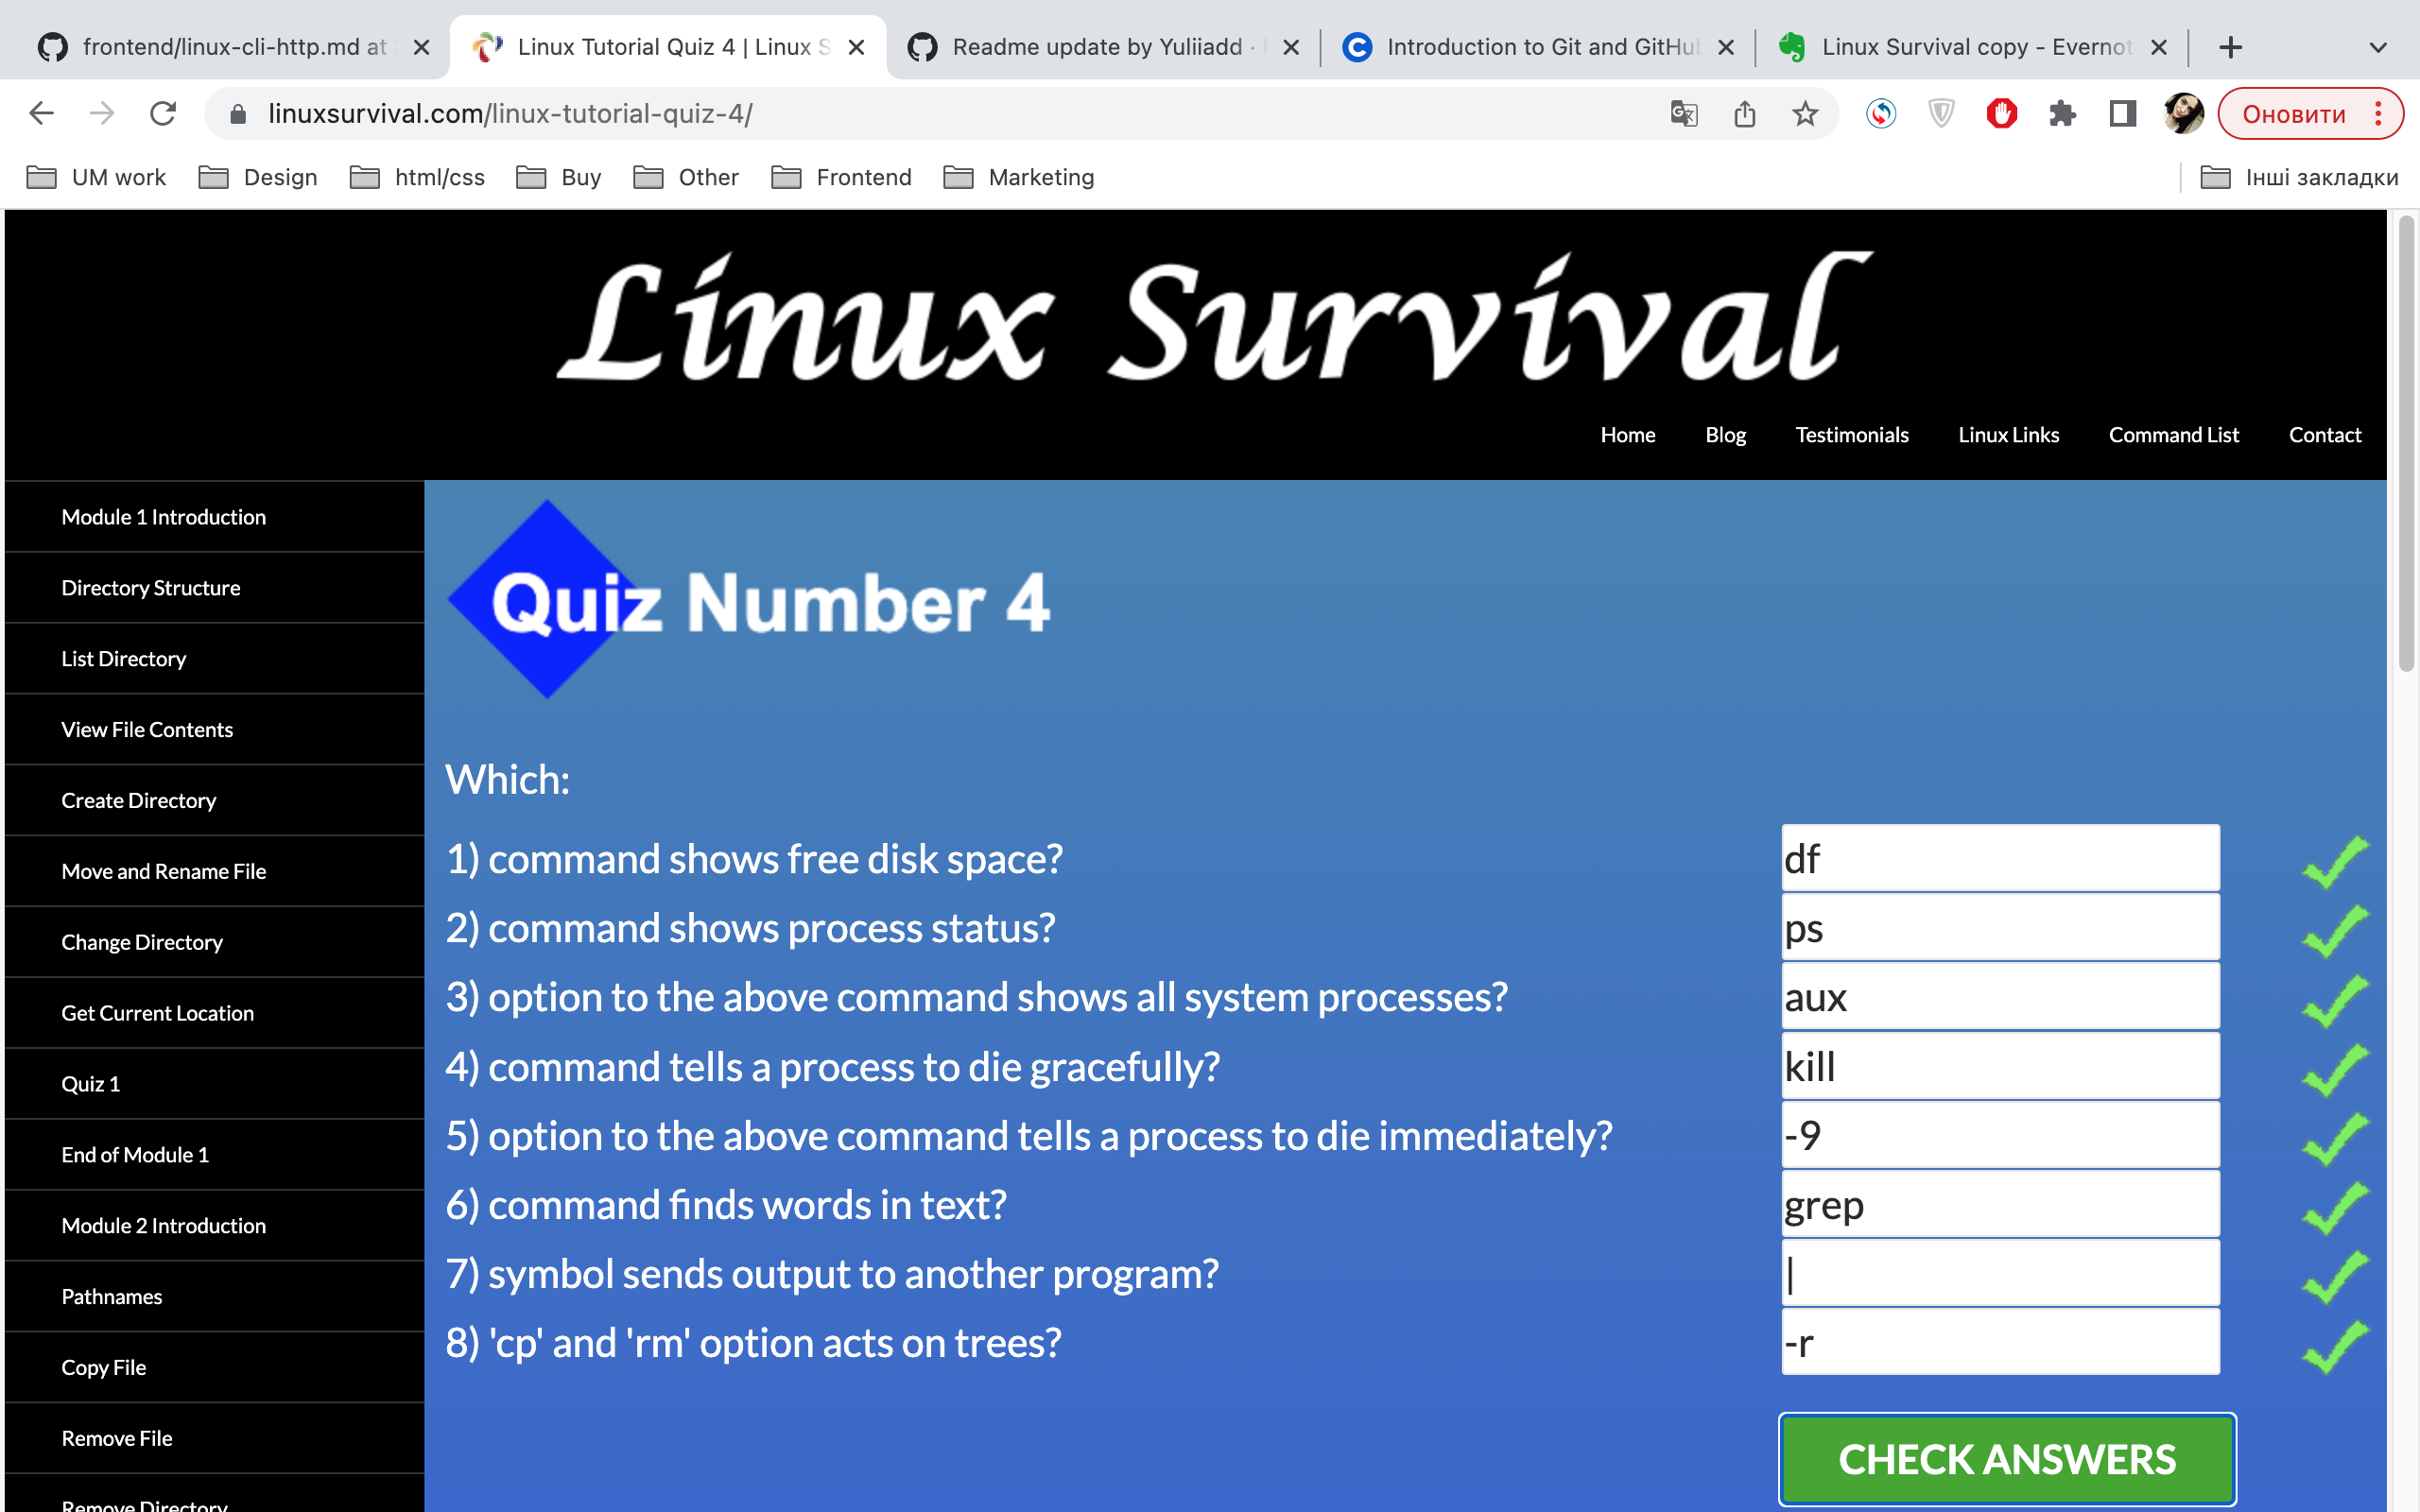 frontend/linux-cli-http.md at
Linux Tutorial Quiz 4 | Linux S
Readme update by Yuliiadd ·
Introduction to Git and GitHub
Linux Survival copy - Evernot
linuxsurvival.com/linux-tutorial-quiz-4/
Оновити
UM work
Design
html/css
Buy
Other
Frontend
Marketing
Інші закладки
Linux Survival
Home
Blog
Testimonials
Linux Links
Command List
Contact
Module 1 Introduction
Directory Structure
List Directory
View File Contents
Create Directory
Move and Rename File
Change Directory
Get Current Location
Quiz 1
End of Module 1
Module 2 Introduction
Pathnames
Copy File
Remove File
Remove Directory
Quiz Number 4
Which:
1) command shows free disk space?
df
2) command shows process status?
ps
3) option to the above command shows all system processes?
aux
4) command tells a process to die gracefully?
kill
5) option to the above command tells a process to die immediately?
-9
6) command finds words in text?
grep
7) symbol sends output to another program?
|
8) 'cp' and 'rm' option acts on trees?
-r
CHECK ANSWERS